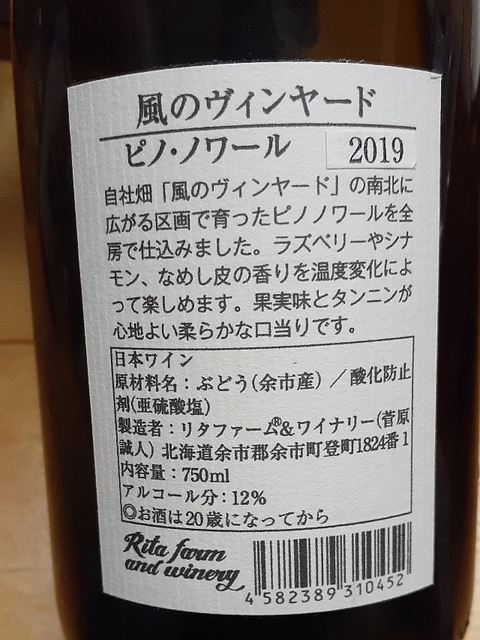 風のヴィンヤード
ピノ・ノワール 2019
自社畑「風のヴィンヤード」の南北に
広がる区画で育ったピノノワールを全
房で仕込みました。ラズベリーやシナ
モン、なめし皮の香りを温度変化によ
って楽しめます。果実味とタンニンが
心地よい柔らかな口当りです。
日本ワイン
原材料名：ぶどう(余市産）／酸化防止
剤(亜硫酸塩)
製造者：リタファーム®&ワイナリー(菅原
誠人）北海道余市郡余市町登町1824番1
内容量：750ml
アルコール分：12%
◎お酒は20歳になってから
Rita farm
and winery
4 582389 310452